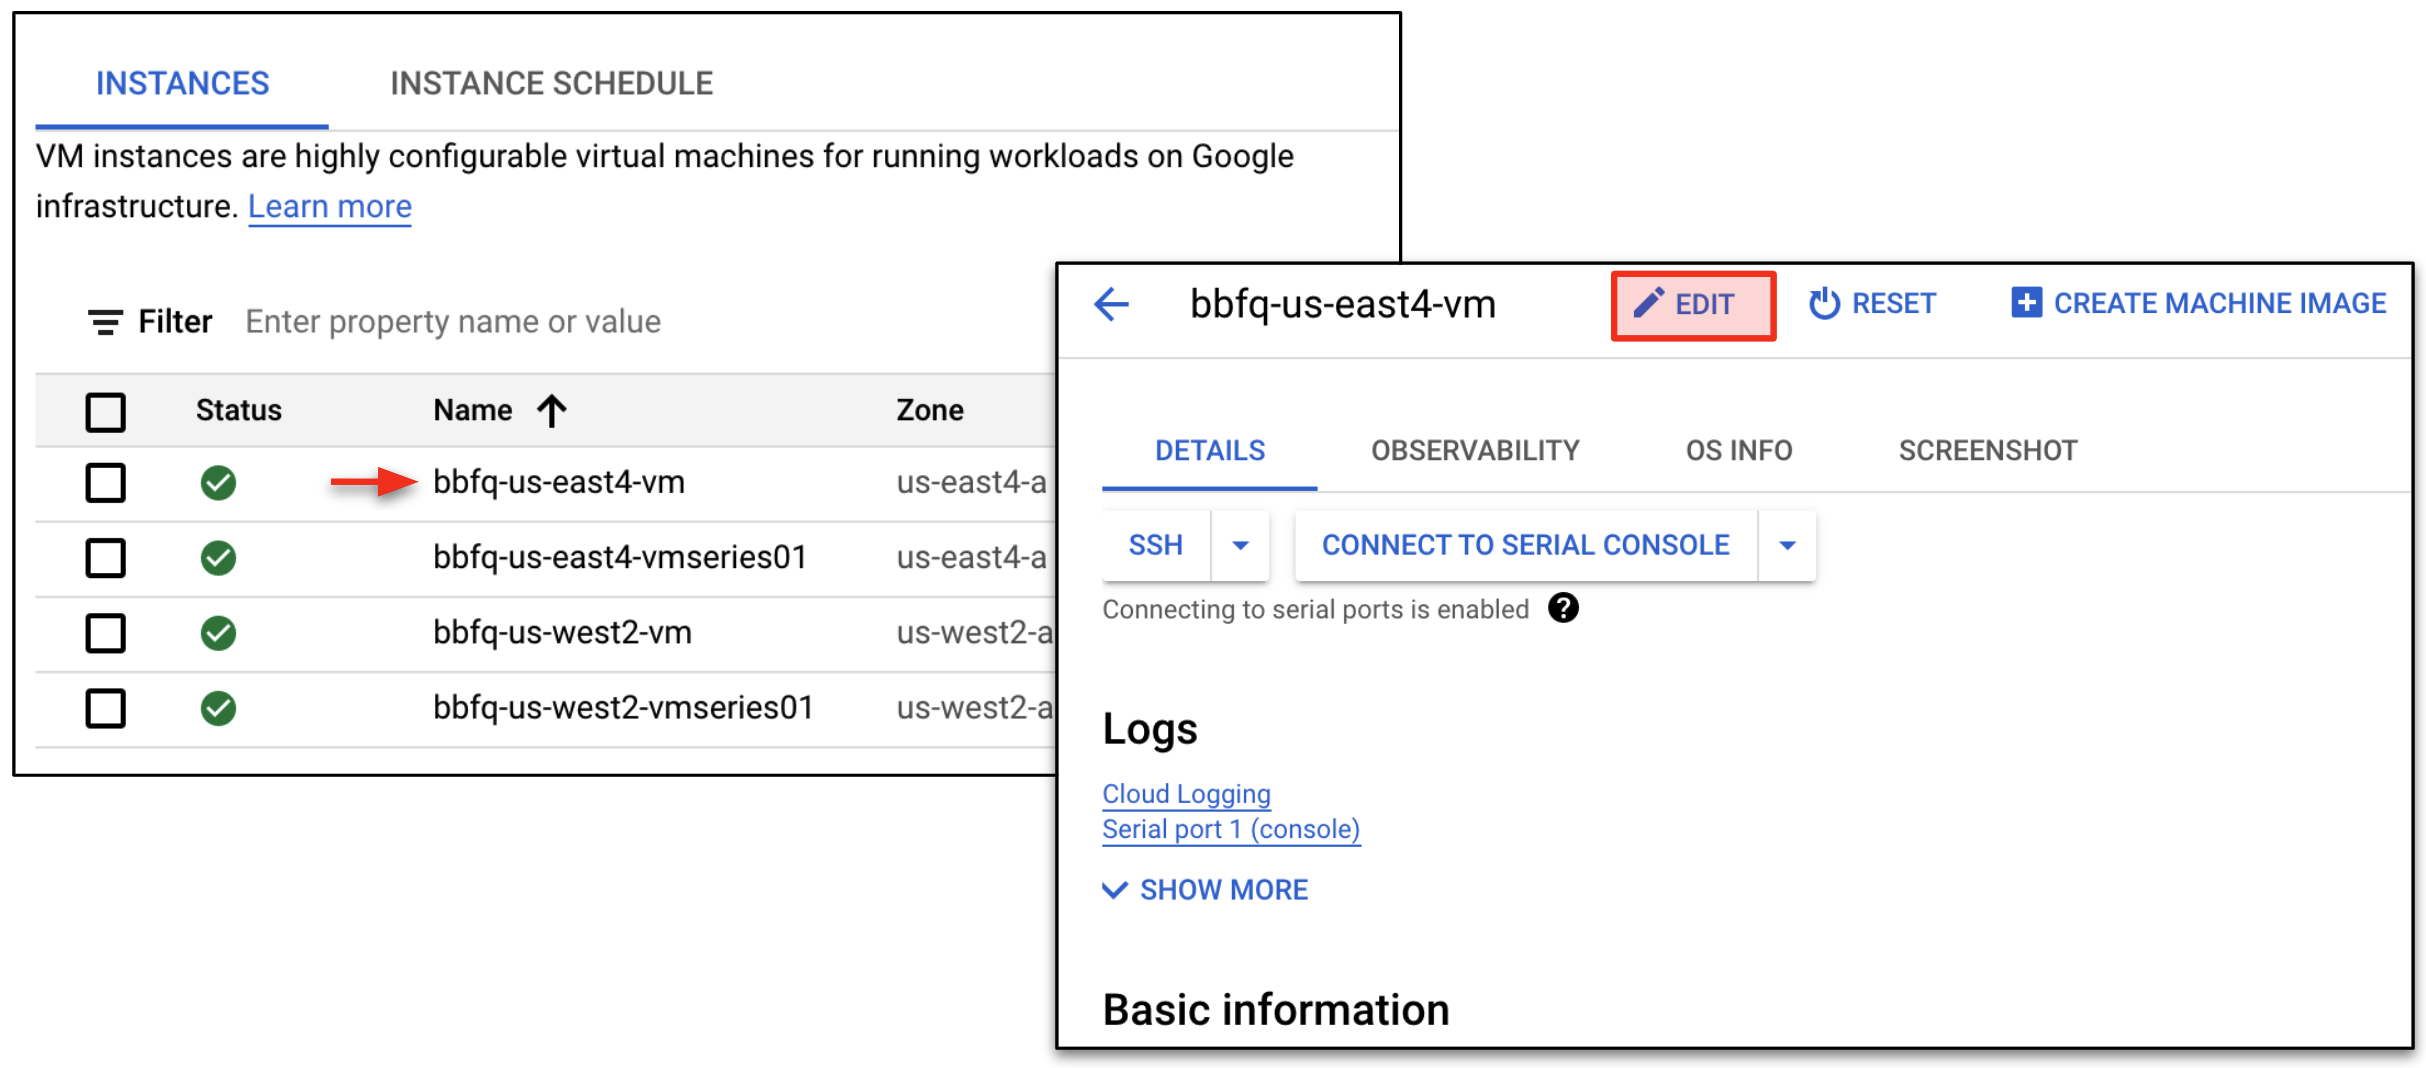 INSTANCES INSTANCE SCHEDULE
VM instances are highly configurable virtual machines for running workloads on Google
infrastructure. Learn more
Filter Enter property name or value
Status Name Zone
bbfq-us-east4-vm us-east4-a
bbfq-us-east4-vmseries01 us-east4-a
bbfq-us-west2-vm us-west2-a
bbfq-us-west2-vmseries01 us-west2-a
bbfq-us-east4-vm EDIT RESET CREATE MACHINE IMAGE
DETAILS OBSERVABILITY OS INFO SCREENSHOT
SSH CONNECT TO SERIAL CONSOLE
Connecting to serial ports is enabled ?
Logs
Cloud Logging
Serial port 1 (console)
SHOW MORE
Basic information